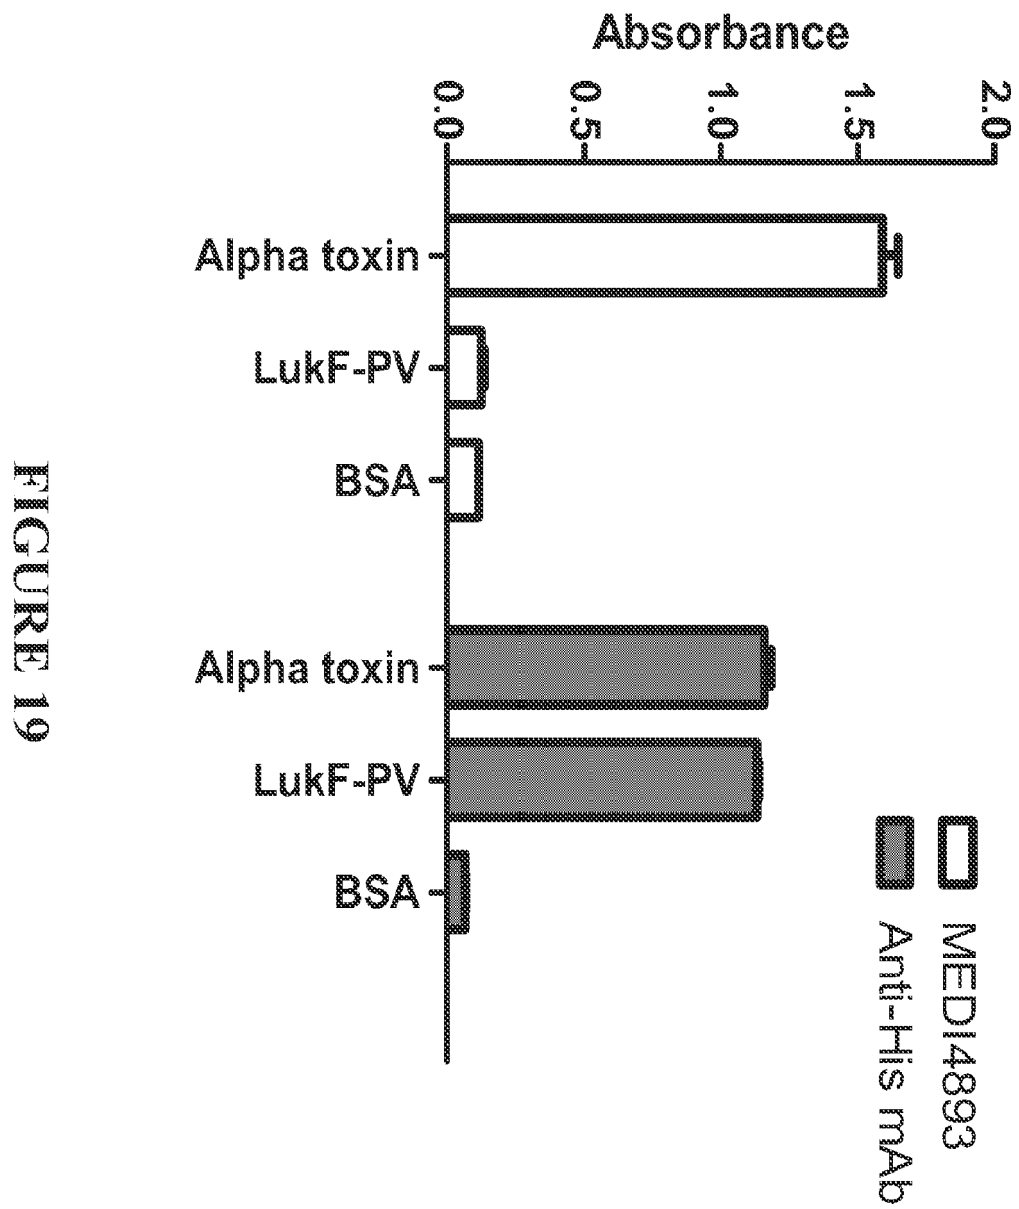 Absorbance
2.0
1.5
1.0
0.5
0.0
MEDI4893
Anti-His mAb
Alpha toxin
LukF-PV
BSA
Alpha toxin
LukF-PV
BSA
FIGURE 19